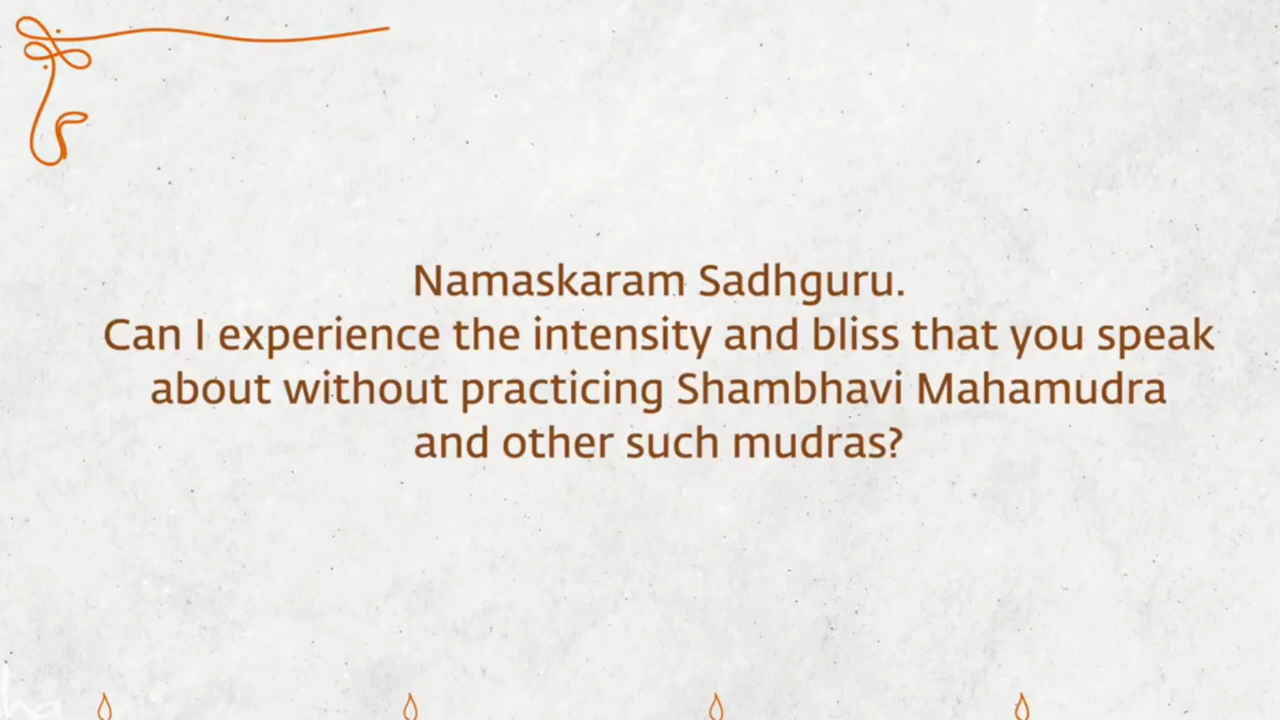 Namaskaram Sadhguru.
Can I experience the intensity and bliss that you speak
about without practicing Shambhavi Mahamudra
and other such mudras?